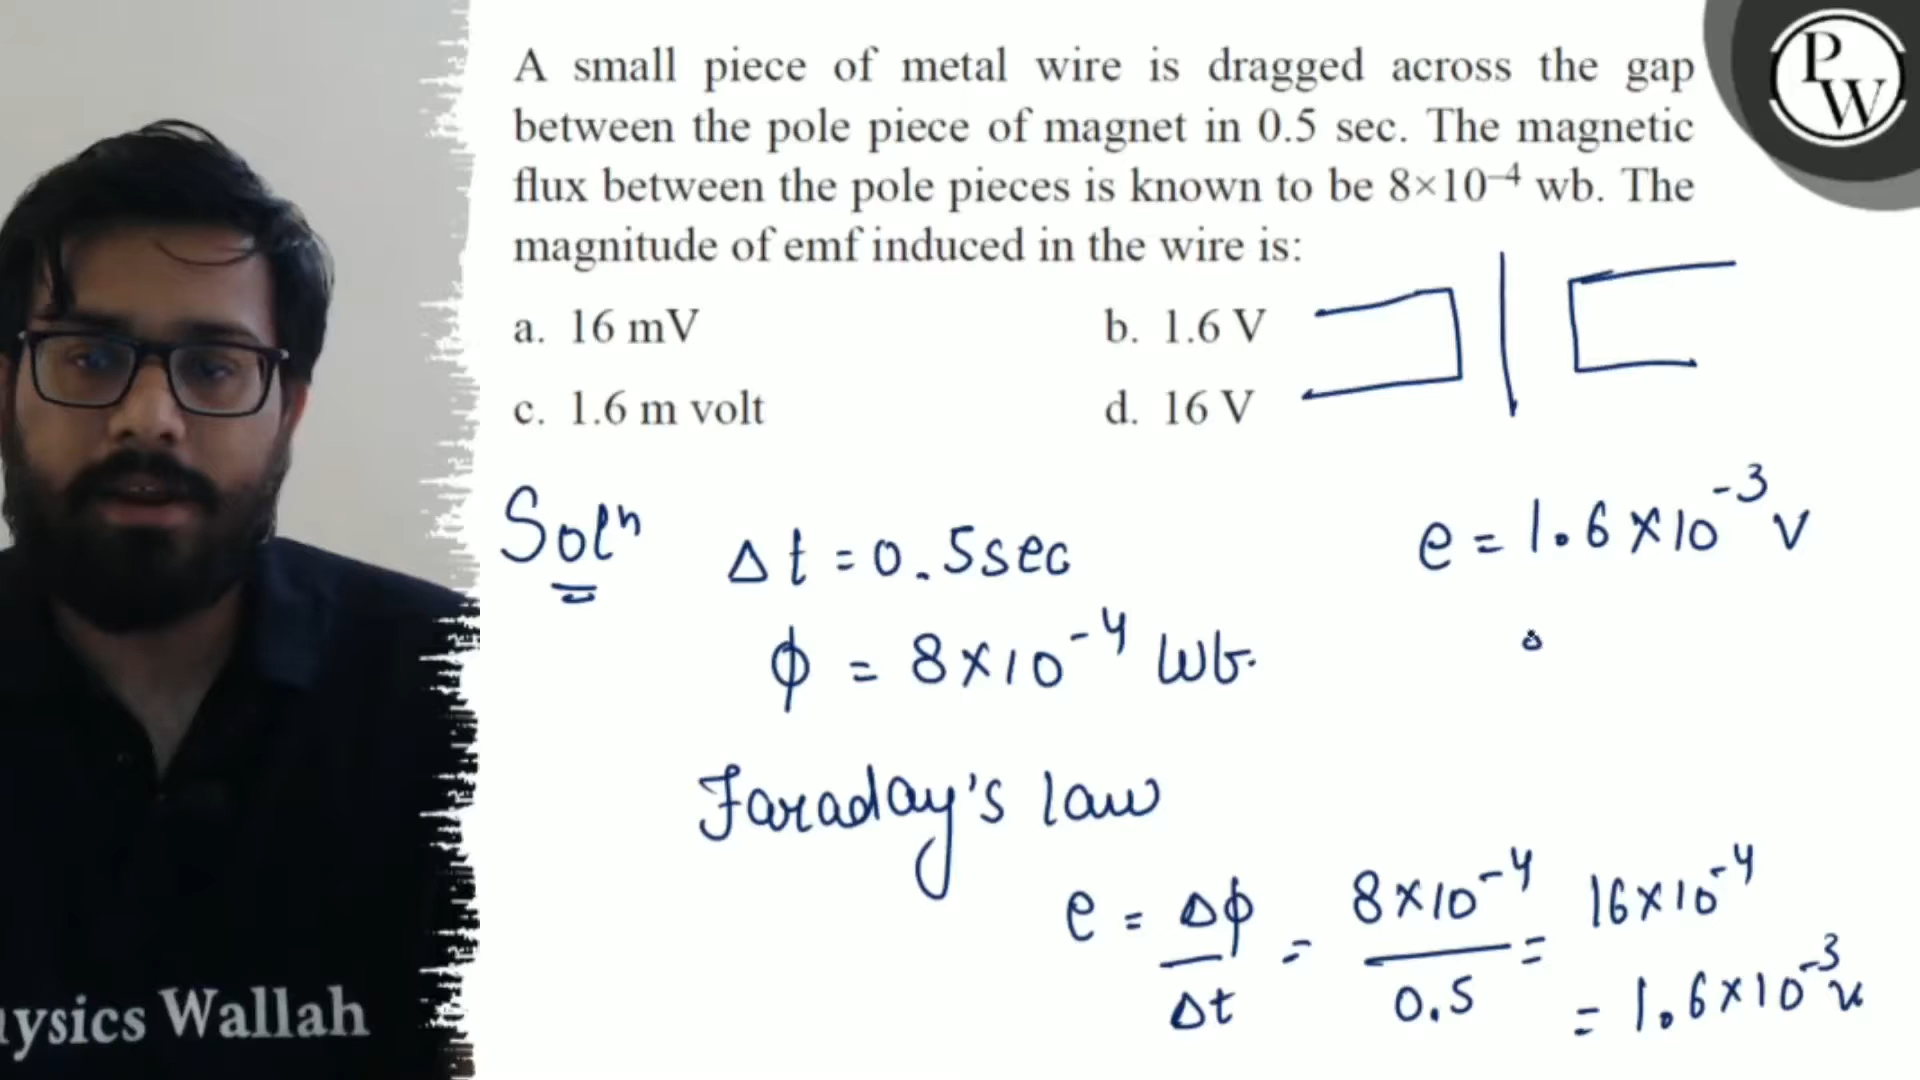 P
W
A small piece of metal wire is dragged across the gap
between the pole piece of magnet in 0.5 sec. The magnetic
flux between the pole pieces is known to be 8×10⁻⁴ wb. The
magnitude of emf induced in the wire is:
a. 16 mV
b. 1.6 V
c. 1.6 m volt
d. 16 V
Solⁿ
Δt = 0.5sec
e = 1.6×10⁻³ V
ϕ = 8×10⁻⁴ Wb.
Faraday's law
e = Δϕ/Δt = 8×10⁻⁴/0.5 = 16×10⁻⁴
= 1.6×10⁻³ v
ysics Wallah